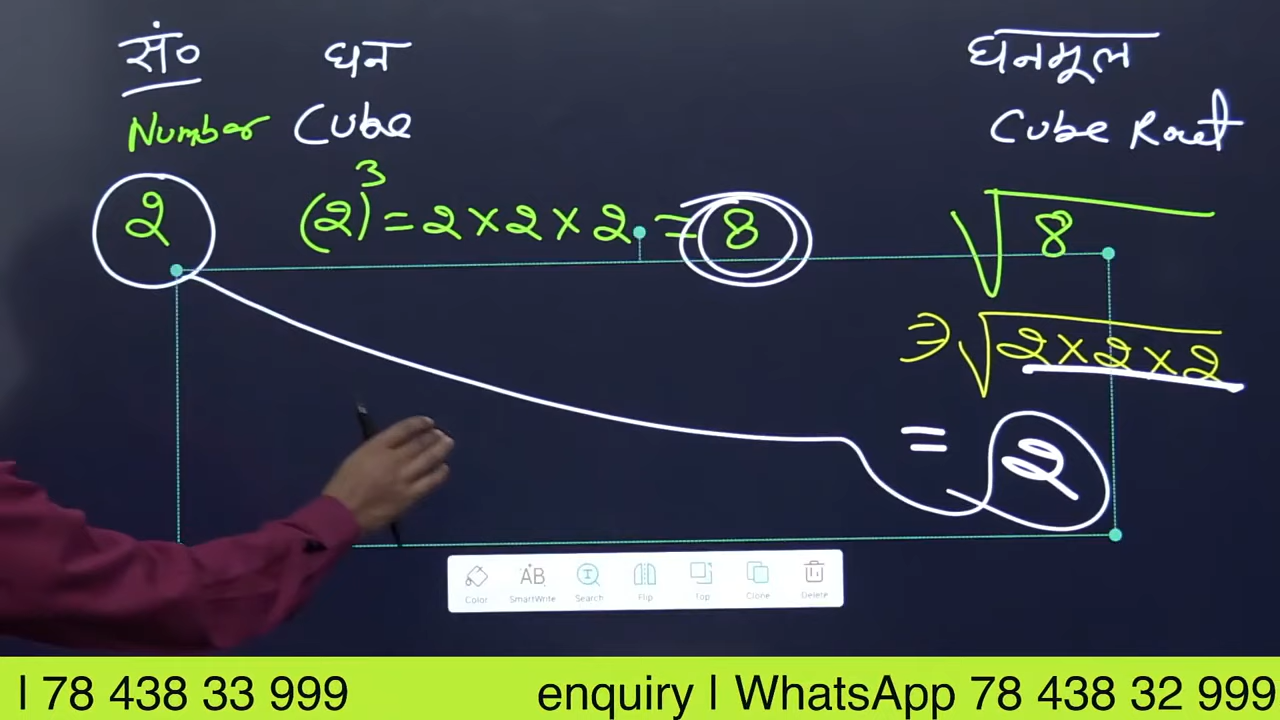 सं० घन घनमूल
Number Cube Cube Root
2 (2)³ = 2 × 2 × 2 = 8 √8
∋√2 × 2 × 2
= 2
Color SmartWrite Search Flip Top Clone Delete
l 78 438 33 999 enquiry l WhatsApp 78 438 32 999